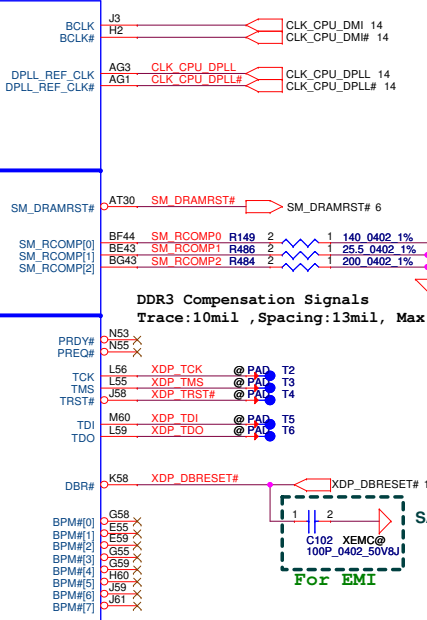 BCLK J3 CLK_CPU_DMI 14
BCLK# H2 CLK_CPU_DMI# 14
DPLL_REF_CLK AG3 CLK_CPU_DPLL CLK_CPU_DPLL 14
DPLL_REF_CLK# AG1 CLK_CPU_DPLL# CLK_CPU_DPLL# 14
SM_DRAMRST# AT30 SM_DRAMRST# SM_DRAMRST# 6
SM_RCOMP[0] BF44 SM_RCOMP0 R149 2 1 140_0402_1%
SM_RCOMP[1] BE43 SM_RCOMP1 R486 2 1 25.5_0402_1%
SM_RCOMP[2] BG43 SM_RCOMP2 R484 2 1 200_0402_1%
DDR3 Compensation Signals
Trace:10mil ,Spacing:13mil, Max
PRDY# N53
PREQ# N55
TCK L56 XDP_TCK @ PAD T2
TMS L55 XDP_TMS @ PAD T3
TRST# J58 XDP_TRST# @ PAD T4
TDI M60 XDP_TDI @ PAD T5
TDO L59 XDP_TDO @ PAD T6
DBR# K58 XDP_DBRESET# XDP_DBRESET# 1
1 2
C102 XEMC@
100P_0402_50V8J
For EMI
BPM#[0] G58
BPM#[1] E55
BPM#[2] E59
BPM#[3] G55
BPM#[4] G59
BPM#[5] H60
BPM#[6] J59
BPM#[7] J61